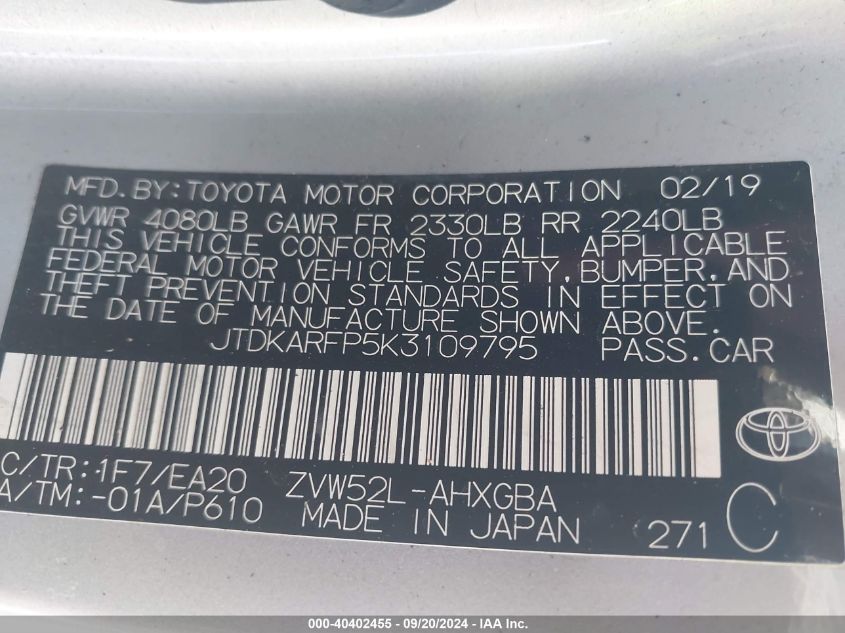 MFD. BY: TOYOTA MOTOR CORPORATION 02/19
GVWR 4080LB GAWR FR 2330LB RR 2240LB
THIS VEHICLE CONFORMS TO ALL APPLICABLE
FEDERAL MOTOR VEHICLE SAFETY, BUMPER, AND
THEFT PREVENTION STANDARDS IN EFFECT ON
THE DATE OF MANUFACTURE SHOWN ABOVE.
JTDKARFP5K3109795 PASS. CAR
C/TR: 1F7/EA20 ZVW52L-AHXGBA
A/TM: -01A/P610 MADE IN JAPAN 271 C
000-40402455 - 09/20/2024 - IAA Inc.